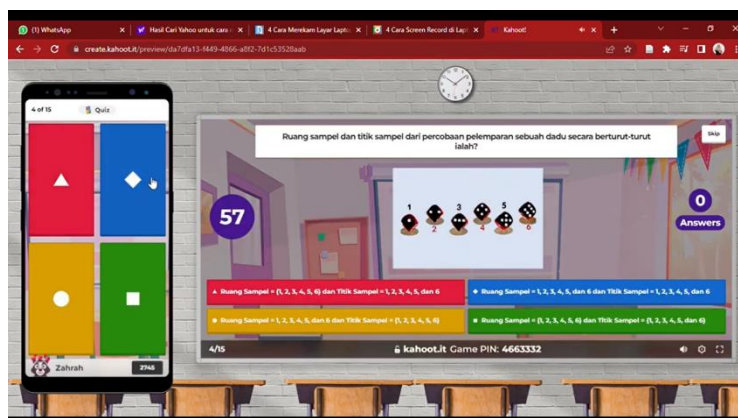 (1) WhatsApp
Hasil Cari Yahoo untuk cara
4 Cara Merekam Layar Lapto
4 Cara Screen Record di Lap
Kahoot!
create.kahoot.it/preview/da7dfa13-f449-4866-a8f2-7d1c53528aab
4 of 15
Quiz
Ruang sampel dan titik sampel dari percobaan pelemparan sebuah dadu secara berturut-turut
ialah?
Skip
57
1
2
3
4
5
6
0
Answers
Ruang Sampel = {1, 2, 3, 4, 5, 6} dan Titik Sampel = 1, 2, 3, 4, 5, dan 6
Ruang Sampel = 1, 2, 3, 4, 5, dan 6 dan Titik Sampel = 1, 2, 3, 4, 5, dan 6
Ruang Sampel = 1, 2, 3, 4, 5, dan 6 dan Titik Sampel = {1, 2, 3, 4, 5, 6}
Ruang Sampel = {1, 2, 3, 4, 5, 6} dan Titik Sampel = {1, 2, 3, 4, 5, dan 6}
4/15
kahoot.it Game PIN: 4663332
Zahrah
2745